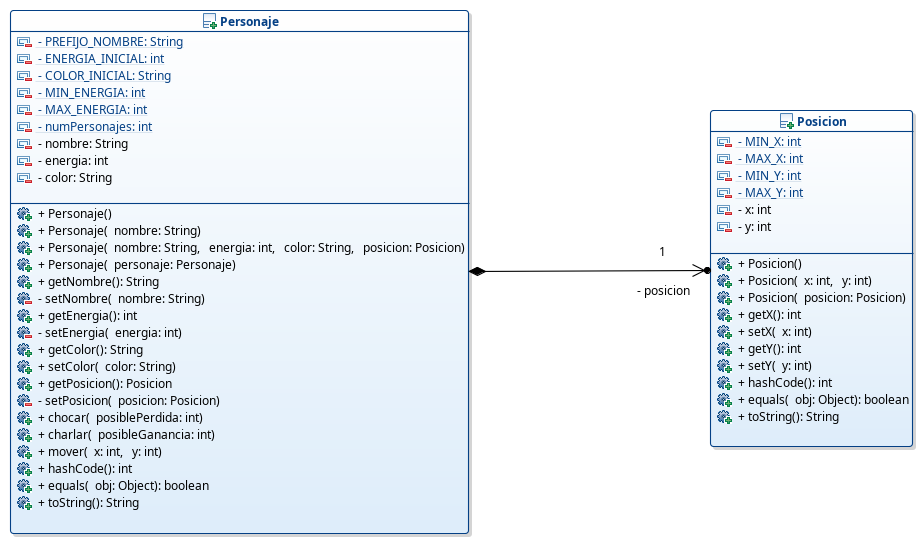 Personaje
- PREFIJO_NOMBRE: String
- ENERGIA_INICIAL: int
- COLOR_INICIAL: String
- MIN_ENERGIA: int
- MAX_ENERGIA: int
- numPersonajes: int
- nombre: String
- energia: int
- color: String
+ Personaje()
+ Personaje( nombre: String)
+ Personaje( nombre: String, energia: int, color: String, posicion: Posicion)
+ Personaje( personaje: Personaje)
+ getNombre(): String
- setNombre( nombre: String)
+ getEnergia(): int
- setEnergia( energia: int)
+ getColor(): String
+ setColor( color: String)
+ getPosicion(): Posicion
- setPosicion( posicion: Posicion)
+ chocar( posiblePerdida: int)
+ charlar( posibleGanancia: int)
+ mover( x: int, y: int)
+ hashCode(): int
+ equals( obj: Object): boolean
+ toString(): String
1
- posicion
Posicion
- MIN_X: int
- MAX_X: int
- MIN_Y: int
- MAX_Y: int
- x: int
- y: int
+ Posicion()
+ Posicion( x: int, y: int)
+ Posicion( posicion: Posicion)
+ getX(): int
+ setX( x: int)
+ getY(): int
+ setY( y: int)
+ hashCode(): int
+ equals( obj: Object): boolean
+ toString(): String